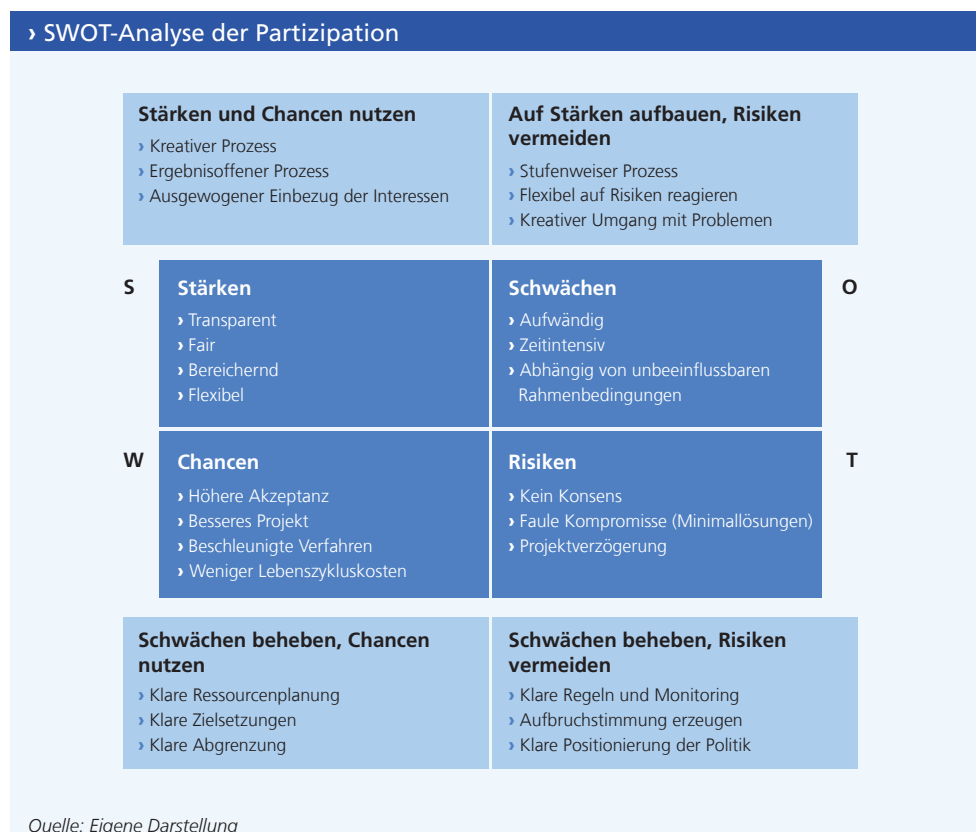 › SWOT-Analyse der Partizipation
Stärken und Chancen nutzen
› Kreativer Prozess
› Ergebnisoffener Prozess
› Ausgewogener Einbezug der Interessen
Auf Stärken aufbauen, Risiken
vermeiden
› Stufenweiser Prozess
› Flexibel auf Risiken reagieren
› Kreativer Umgang mit Problemen
S
Stärken
› Transparent
› Fair
› Bereichernd
› Flexibel
Schwächen
› Aufwändig
› Zeitintensiv
› Abhängig von unbeeinflussbaren
Rahmenbedingungen
O
W
Chancen
› Höhere Akzeptanz
› Besseres Projekt
› Beschleunigte Verfahren
› Weniger Lebenszykluskosten
Risiken
› Kein Konsens
› Faule Kompromisse (Minimallösungen)
› Projektverzögerung
T
Schwächen beheben, Chancen
nutzen
› Klare Ressourcenplanung
› Klare Zielsetzungen
› Klare Abgrenzung
Schwächen beheben, Risiken
vermeiden
› Klare Regeln und Monitoring
› Aufbruchstimmung erzeugen
› Klare Positionierung der Politik
Quelle: Eigene Darstellung